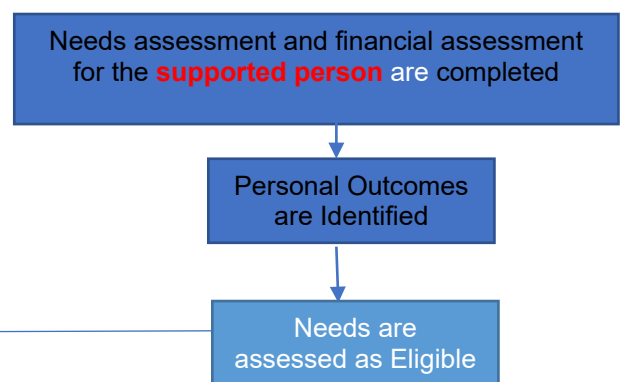 Needs assessment and financial assessment
for the supported person are completed
Personal Outcomes
are Identified
Needs are
assessed as Eligible